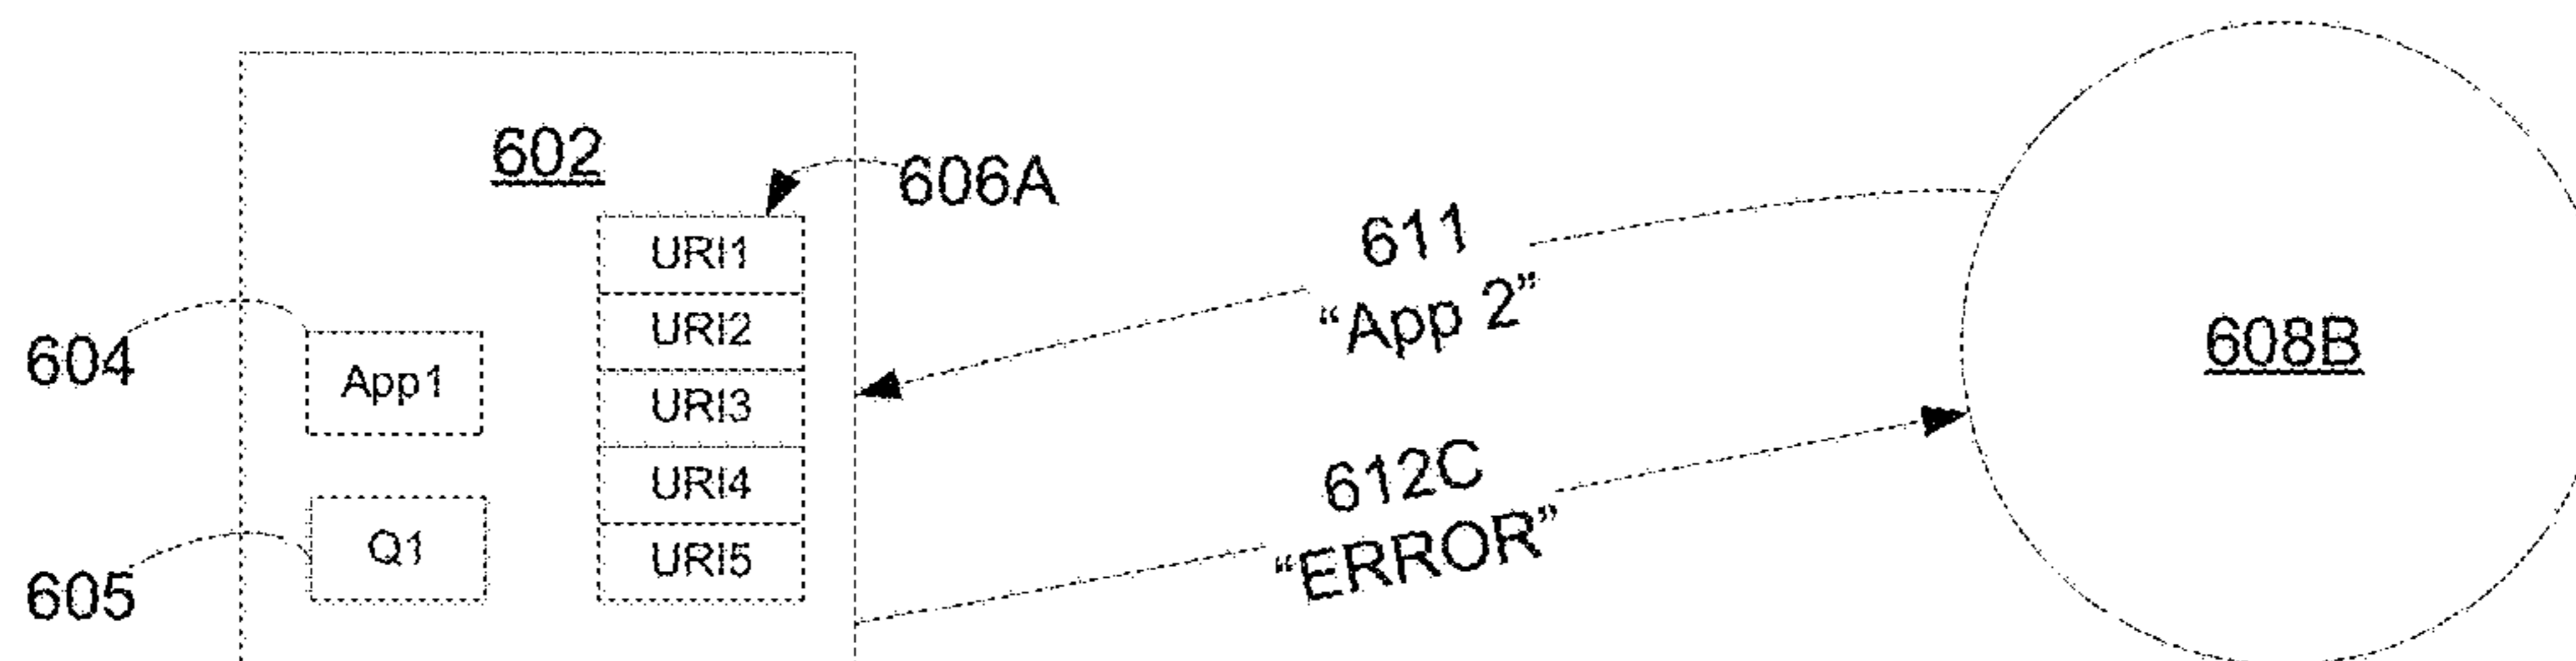 602
606A
URI1
URI2
URI3
URI4
URI5
604
App1
605
Q1
611
“App 2”
612C
“ERROR”
608B